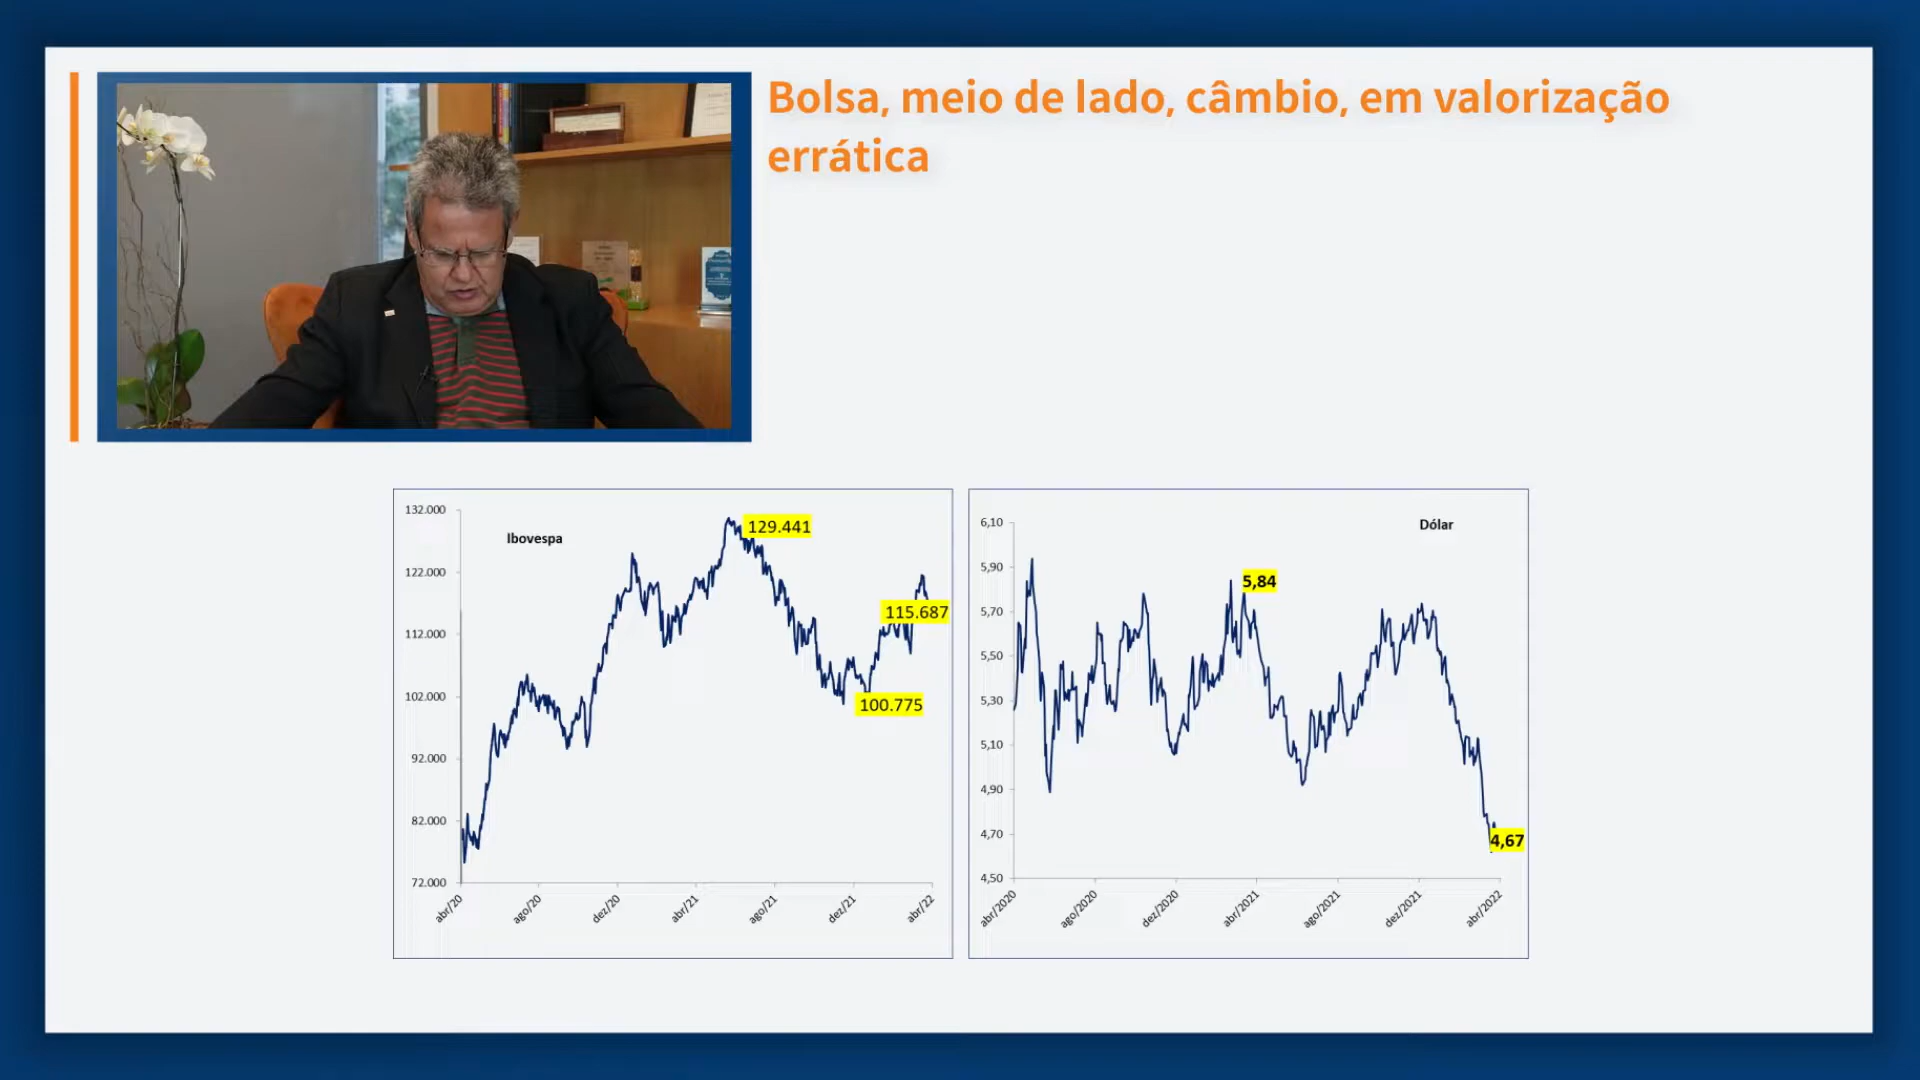 Bolsa, meio de lado, câmbio, em valorização
errática
Ibovespa
132.000
122.000
112.000
102.000
92.000
82.000
72.000
129.441
115.687
100.775
abr/20
ago/20
dez/20
abr/21
ago/21
dez/21
abr/22
Dólar
6,10
5,90
5,70
5,50
5,30
5,10
4,90
4,70
4,50
5,84
4,67
abr/2020
ago/2020
dez/2020
abr/2021
ago/2021
dez/2021
abr/2022